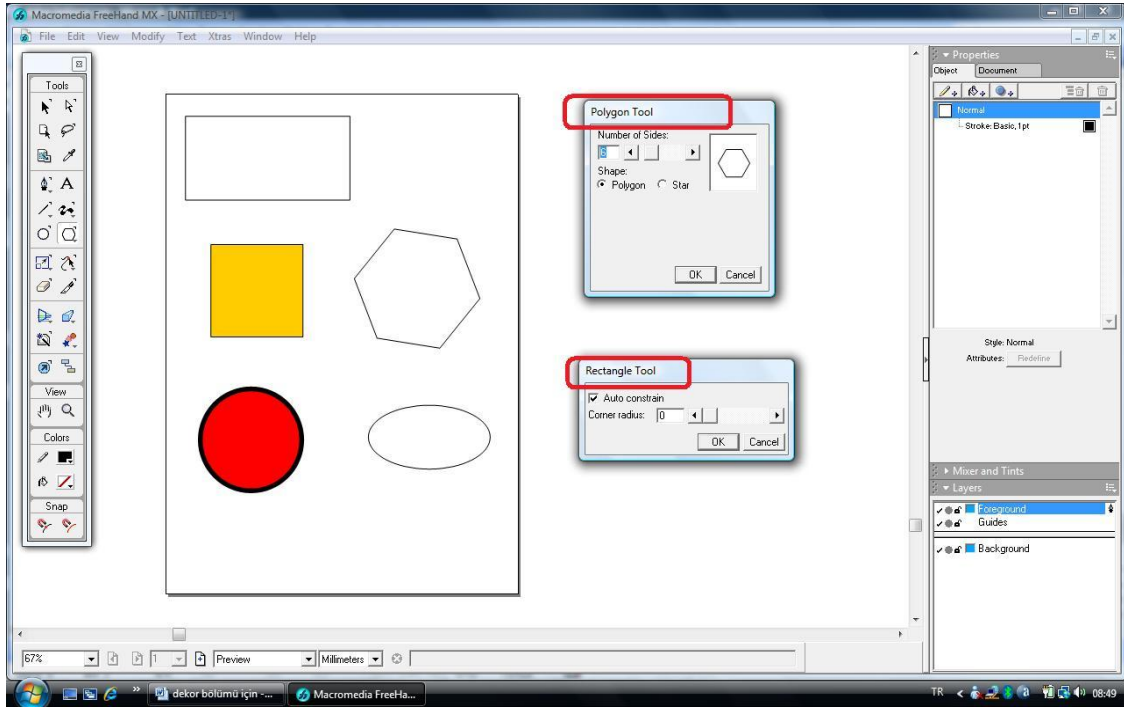 Macromedia FreeHand MX - [UNTITLED-1*]
File Edit View Modify Text Xtras Window Help
Tools
A
View
Colors
Snap
Polygon Tool
Number of Sides:
6
Shape:
Polygon Star
OK Cancel
Rectangle Tool
Auto constrain
Corner radius: 0
OK Cancel
Properties
Object Document
Normal
Stroke: Basic, 1 pt
Style: Normal
Attributes: Redefine
Mixer and Tints
Layers
Foreground
Guides
Background
67% 1 Preview Millimeters
dekor bölümü için -... Macromedia FreeHa...
TR 08:49